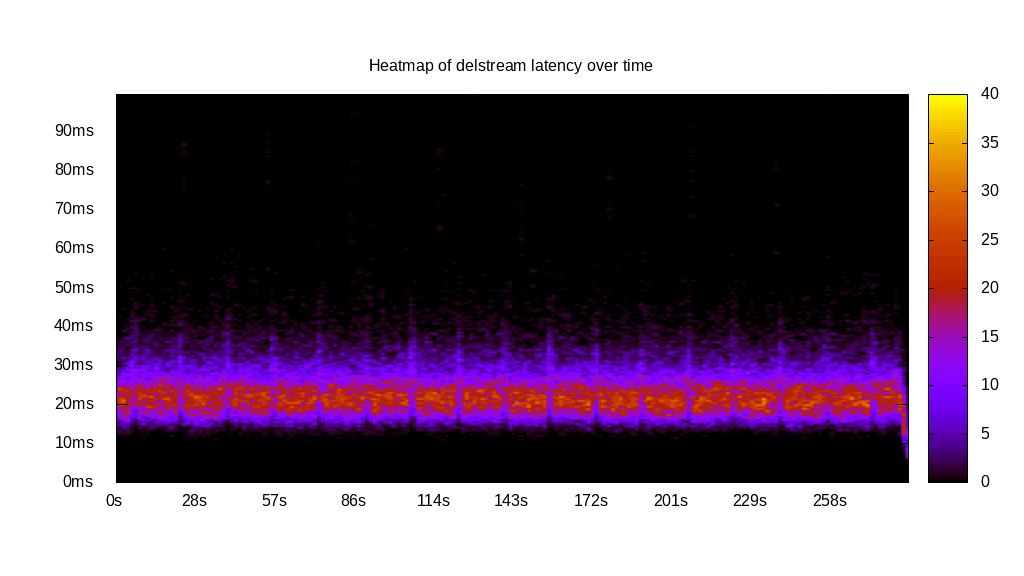 Heatmap of delstream latency over time
90ms
80ms
70ms
60ms
50ms
40ms
30ms
20ms
10ms
0ms
0s 28s 57s 86s 114s 143s 172s 201s 229s 258s
40
35
30
25
20
15
10
5
0